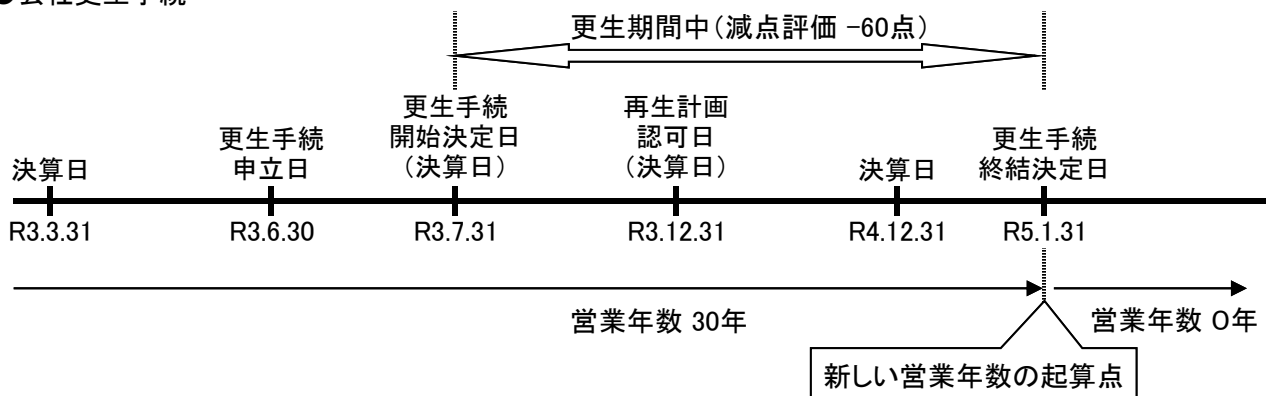 ●会社更生手続
更生期間中（減点評価 -60点）
決算日
更生手続
申立日
更生手続
開始決定日
（決算日）
再生計画
認可日
（決算日）
決算日
更生手続
終結決定日
R3.3.31
R3.6.30
R3.7.31
R3.12.31
R4.12.31
R5.1.31
営業年数 30年
営業年数 0年
新しい営業年数の起算点